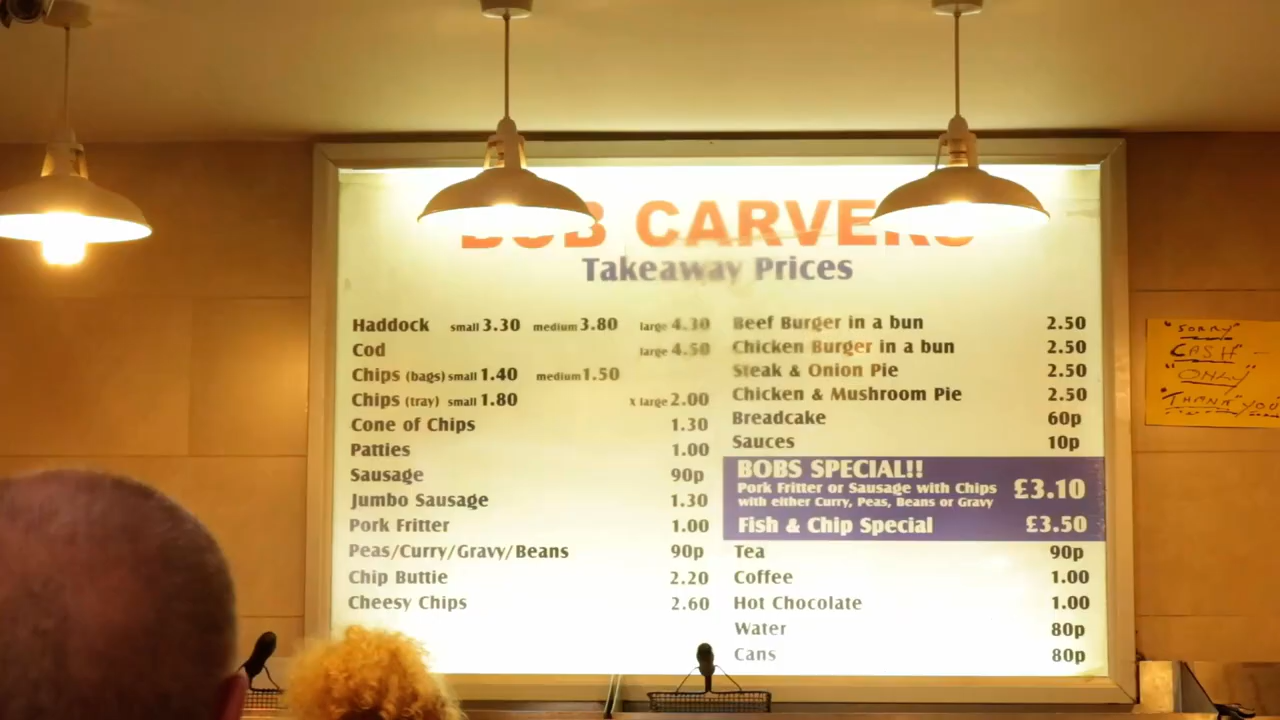 BOB CARVERS
Takeaway Prices
Haddock small 3.30 medium 3.80 large 4.30
Cod large 4.50
Chips (bags) small 1.40 medium 1.50
Chips (tray) small 1.80 x large 2.00
Cone of Chips 1.30
Patties 1.00
Sausage 90p
Jumbo Sausage 1.30
Pork Fritter 1.00
Peas/Curry/Gravy/Beans 90p
Chip Buttie 2.20
Cheesy Chips 2.60
Beef Burger in a bun 2.50
Chicken Burger in a bun 2.50
Steak & Onion Pie 2.50
Chicken & Mushroom Pie 2.50
Breadcake 60p
Sauces 10p
BOBS SPECIAL!!
Pork Fritter or Sausage with Chips
with either Curry, Peas, Beans or Gravy £3.10
Fish & Chip Special £3.50
Tea 90p
Coffee 1.00
Hot Chocolate 1.00
Water 80p
Cans 80p
"SORRY"
CASH -
"ONLY"
"THANK YOU